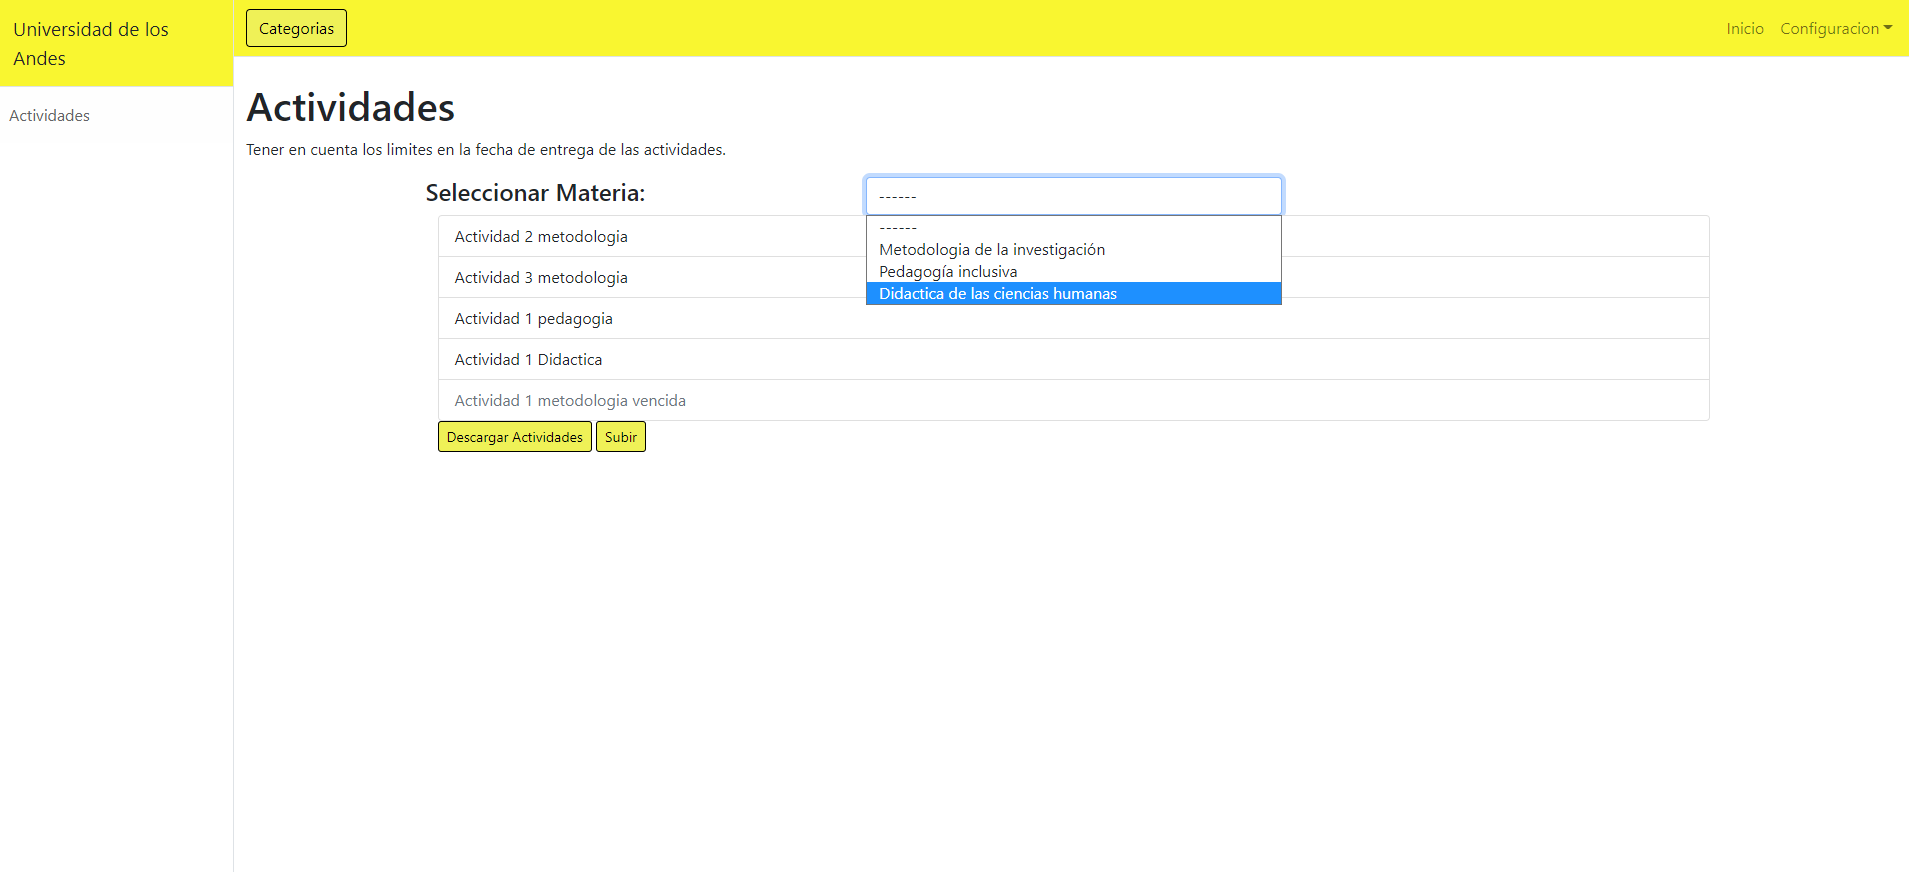 Universidad de los
Andes
Categorias
Inicio
Configuracion
Actividades
Actividades
Tener en cuenta los limites en la fecha de entrega de las actividades.
Seleccionar Materia:
------
------
Metodologia de la investigación
Pedagogía inclusiva
Didactica de las ciencias humanas
Actividad 2 metodologia
Actividad 3 metodologia
Actividad 1 pedagogia
Actividad 1 Didactica
Actividad 1 metodologia vencida
Descargar Actividades
Subir